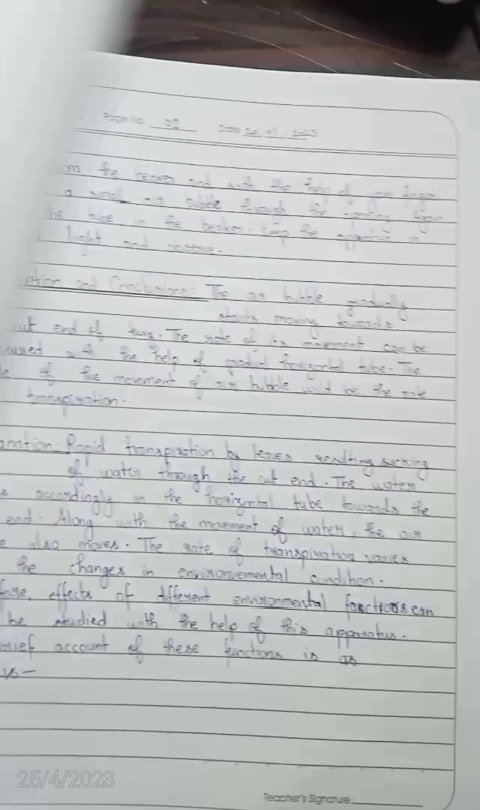 Page No. 02 Date
the beaker and with the help of your finger
a small air bubble through the opening. Again
the tube in the beaker. Keep the apparatus in
light and observe.
and Conclusions:- The air bubble gradually
starts moving towards
cut end of twig. The rate of its movement can be
with the help of horizontal tube. The
of the movement of air bubble would be the rate
transpiration.
Rapid transpiration by leaves resulting sucking
of water through the cut end. The water
accordingly in the horizontal tube towards the
end. Along with the movement of water, the air
also moves. The rate of transpiration varies
the changes in environmental condition.
effects of different environmental functions can
be studied with the help of this apparatus.
brief account of these functions is as
25/4/2023
Teacher's Signature